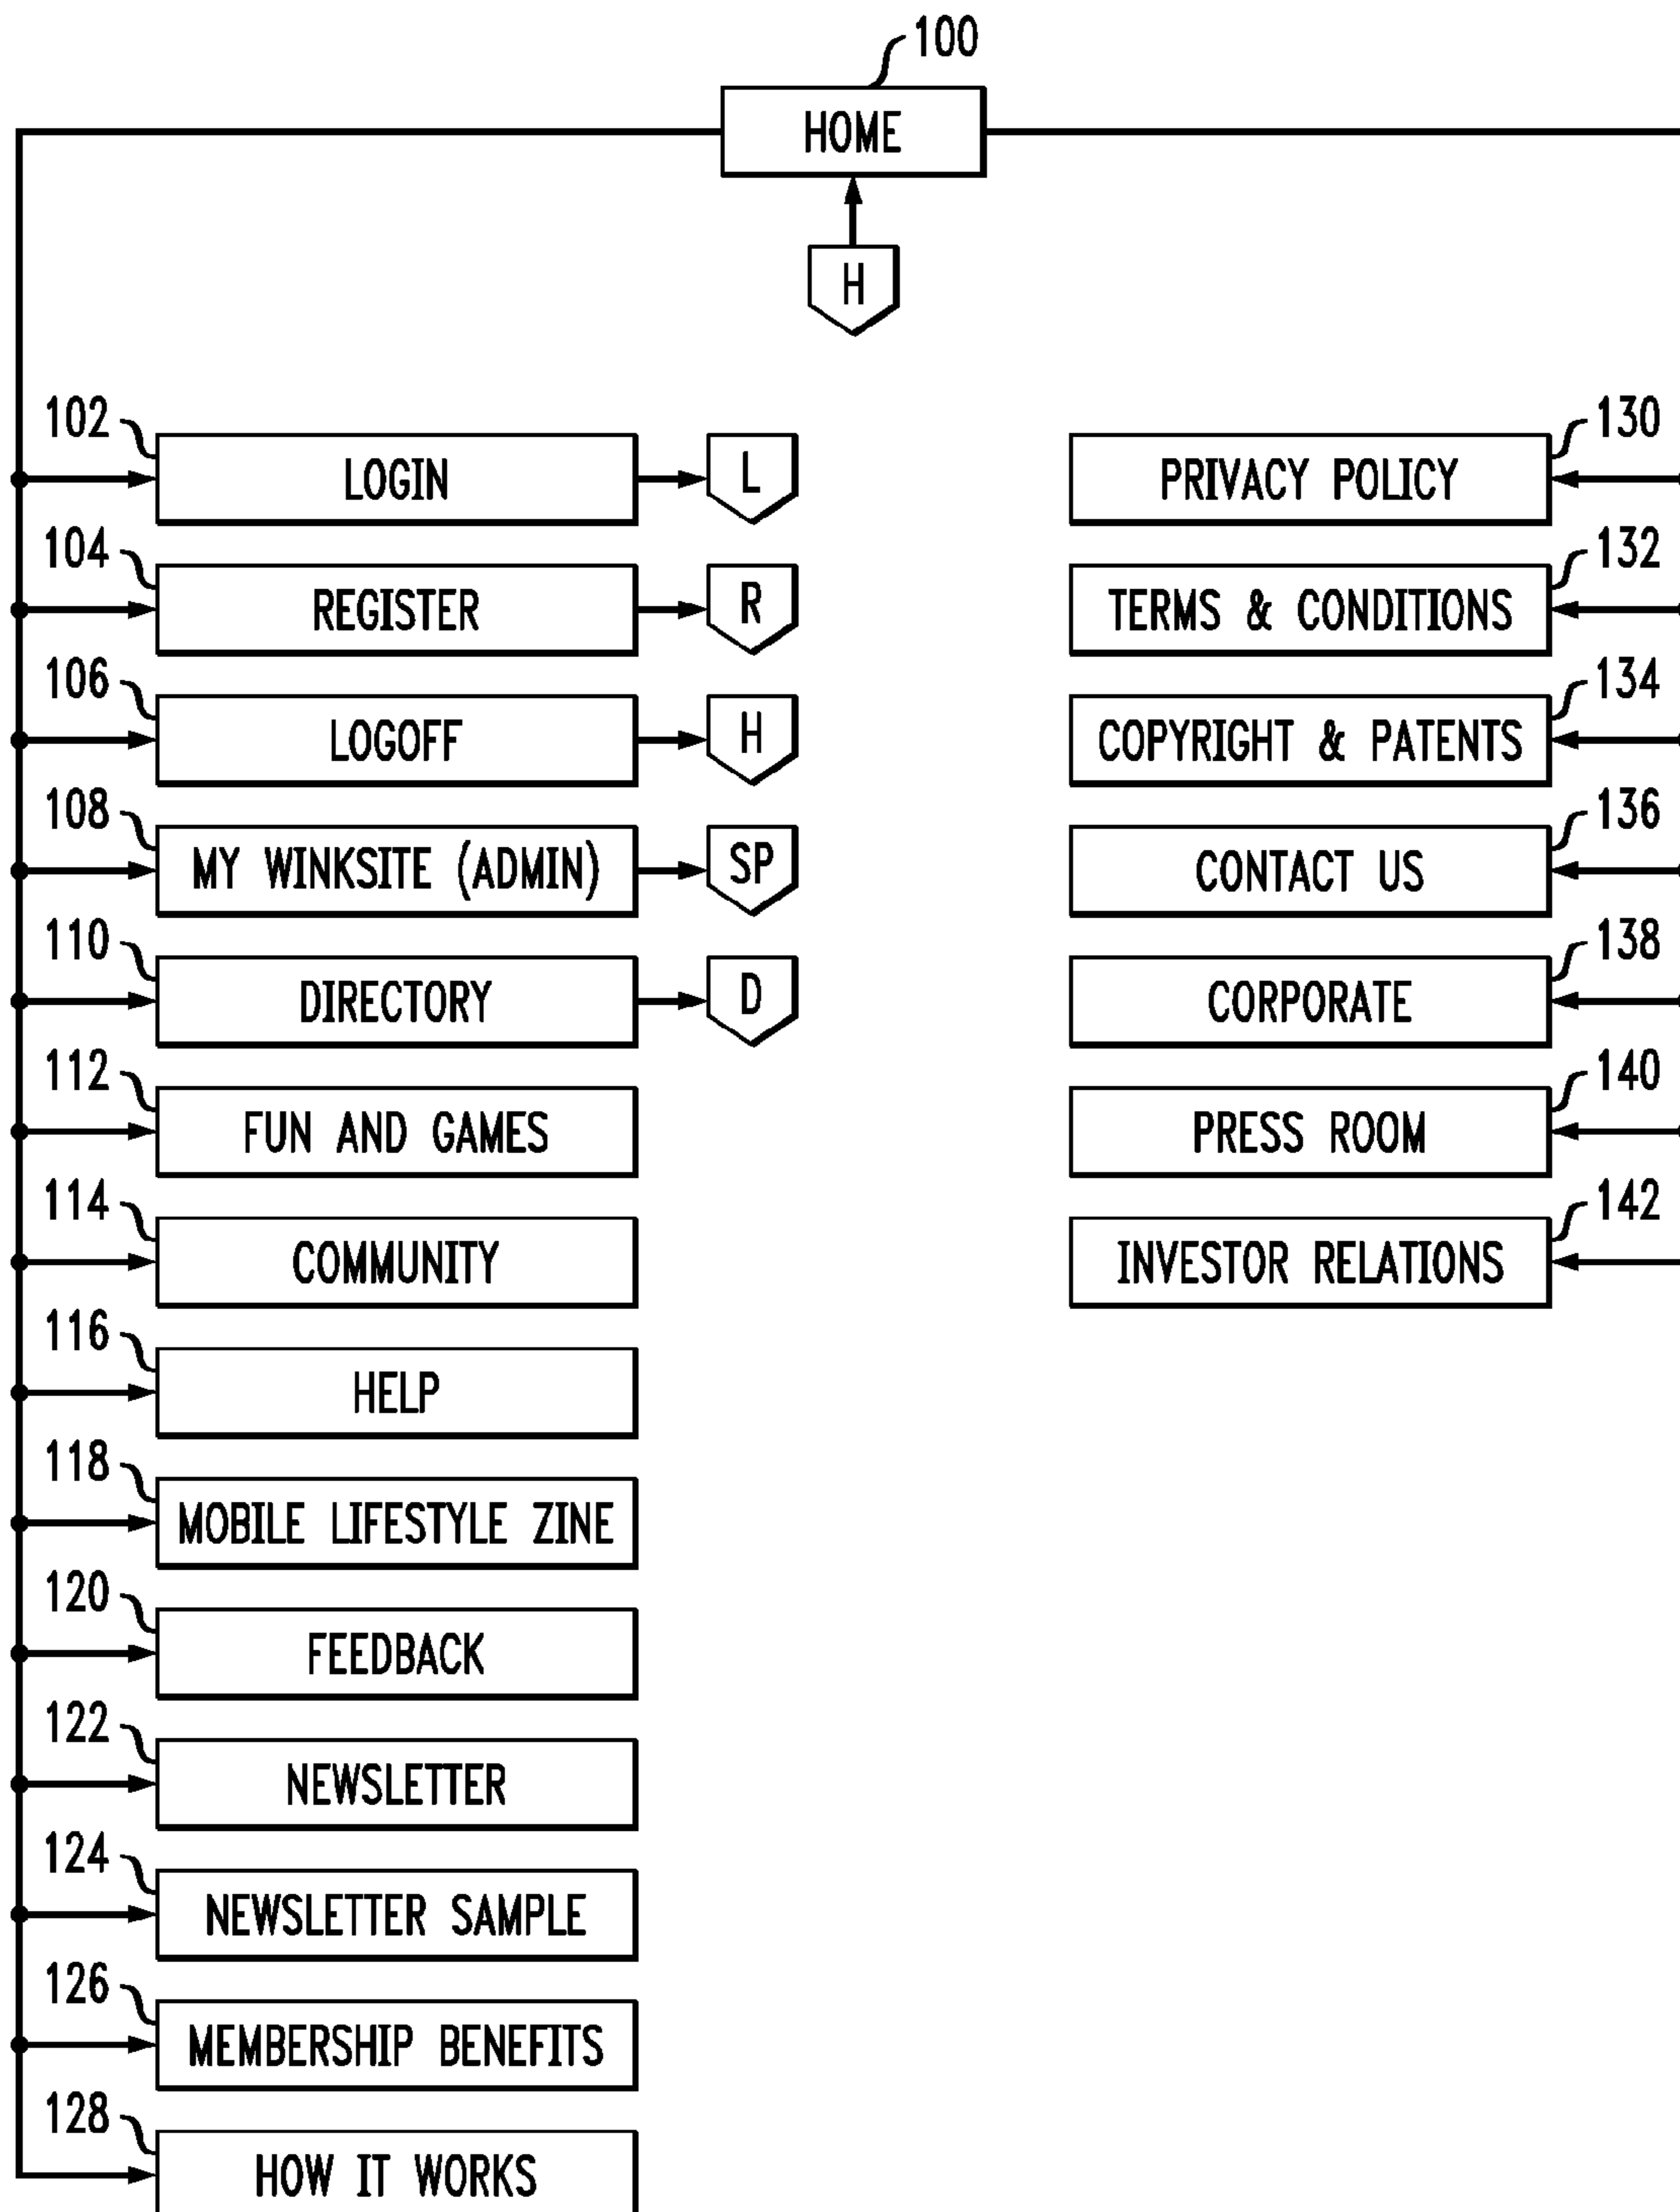 100
HOME
H
102
LOGIN
L
104
REGISTER
R
106
LOGOFF
H
108
MY WINKSITE (ADMIN)
SP
110
DIRECTORY
D
112
FUN AND GAMES
114
COMMUNITY
116
HELP
118
MOBILE LIFESTYLE ZINE
120
FEEDBACK
122
NEWSLETTER
124
NEWSLETTER SAMPLE
126
MEMBERSHIP BENEFITS
128
HOW IT WORKS
130
PRIVACY POLICY
132
TERMS & CONDITIONS
134
COPYRIGHT & PATENTS
136
CONTACT US
138
CORPORATE
140
PRESS ROOM
142
INVESTOR RELATIONS